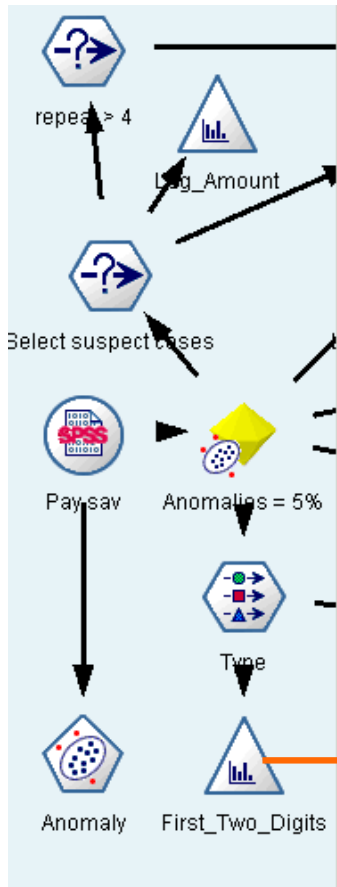 repeat > 4
Log_Amount
Select suspect cases
SPSS
Pay.sav
Anomalies = 5%
Type
Anomaly
First_Two_Digits